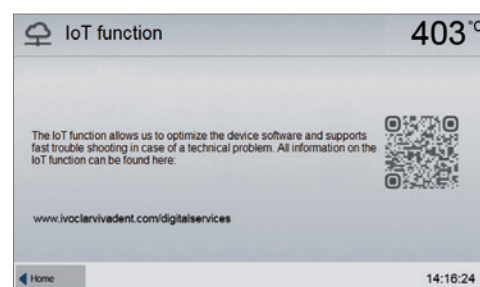 IoT function
403 °C
The IoT function allows us to optimize the device software and supports
fast trouble shooting in case of a technical problem. All information on the
IoT function can be found here:
www.ivoclarvivadent.com/digitalservices
Home
14:16:24